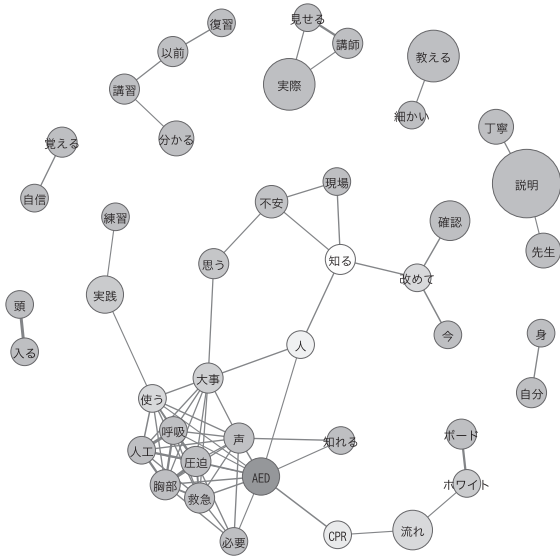 復習
見せる
以前
講師
教える
実際
講習
細かい
丁寧
分かる
覚える
説明
現場
自信
不安
練習
確認
先生
知る
思う
改めて
実践
頭
今
身
人
入る
大事
自分
使う
呼吸
ボード
声
知れる
人工
圧迫
AED
胸部
ホワイト
救急
流れ
CPR
必要